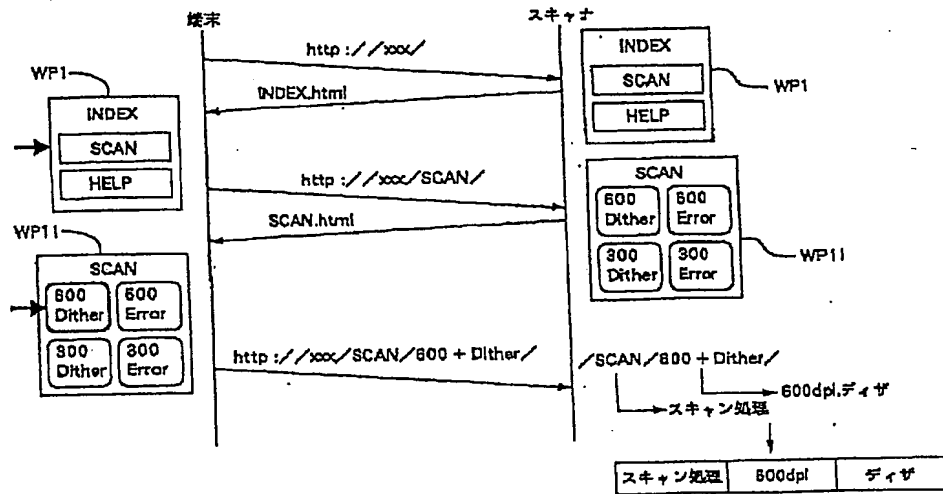 端末
スキャナ
http://xxx/
INDEX.html
WP1
INDEX
SCAN
HELP
INDEX
SCAN
HELP
WP1
http://xxx/SCAN/
SCAN.html
WP11
SCAN
600 Dither
600 Error
300 Dither
300 Error
SCAN
600 Dither
600 Error
300 Dither
300 Error
WP11
http://xxx/SCAN/600+Dither/
/SCAN/600+Dither/
600dpi.ディザ
スキャン処理
スキャン処理 600dpi ディザ